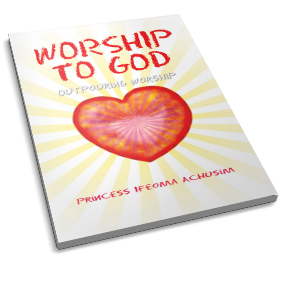 WORSHIP
TO GOD
OUTPOURING WORSHIP
PRINCESS IFEOMA ACHUSIM